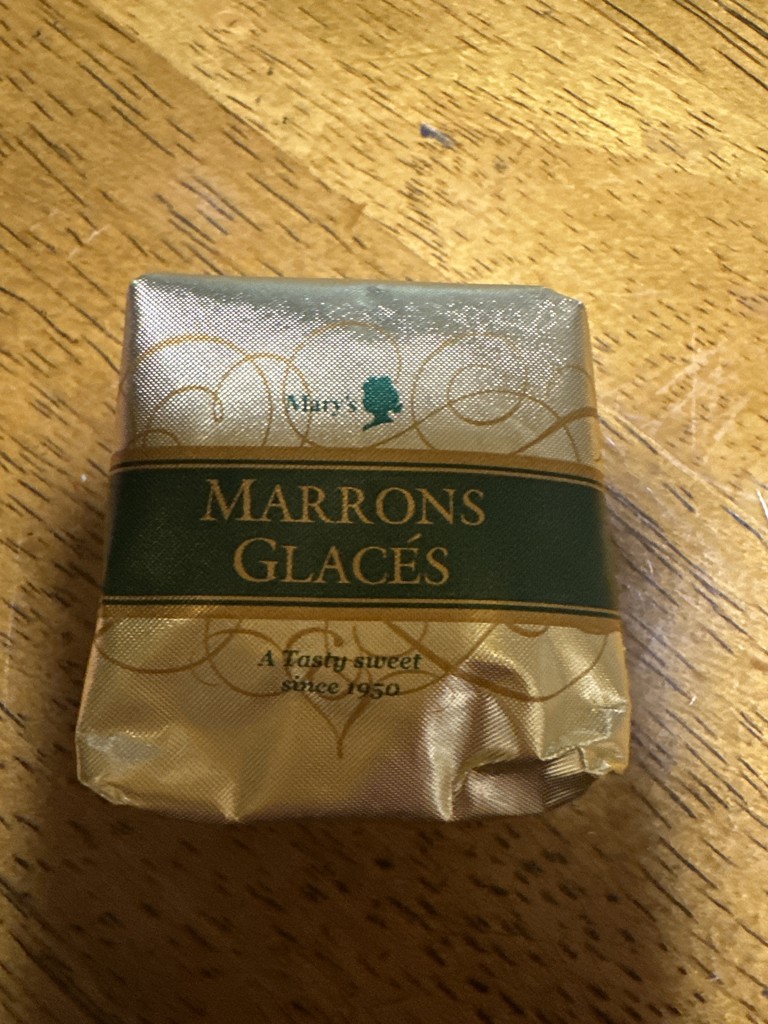 Mary's
MARRONS
GLACÉS
A Tasty sweet
since 1950